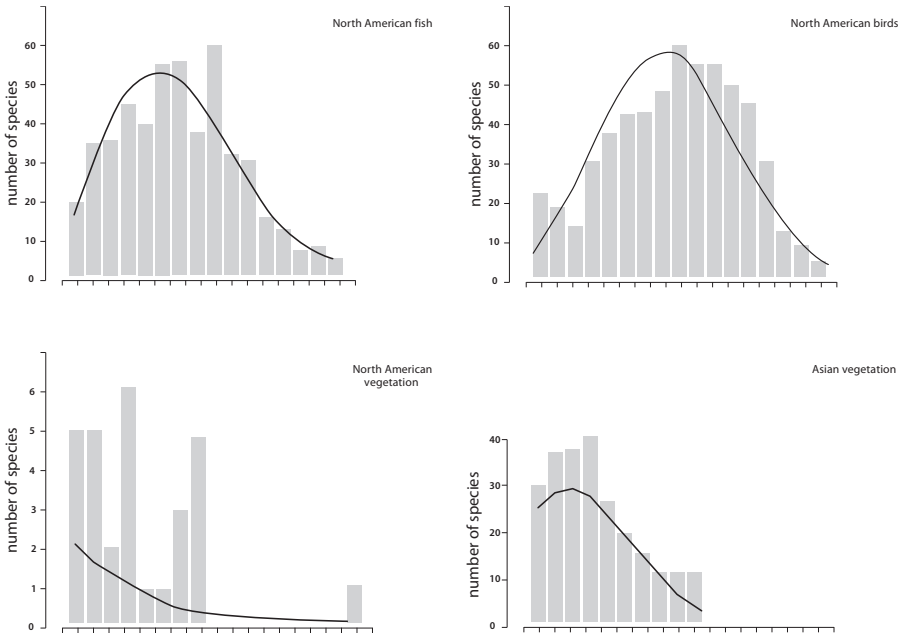 North American fish
number of species
60
50
40
30
20
10
0
North American birds
number of species
60
50
40
30
20
10
0
North American
vegetation
number of species
6
5
4
3
2
1
0
Asian vegetation
number of species
40
30
20
10
0